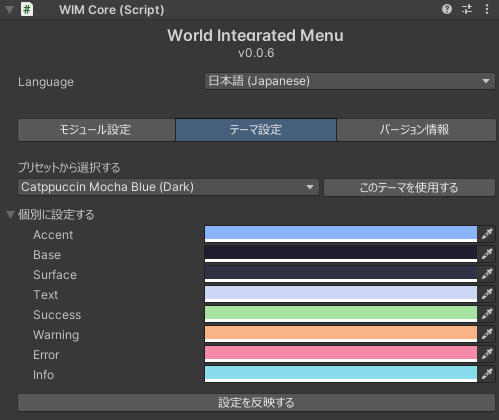 WIM Core (Script)
World Integrated Menu
v0.0.6
Language 日本語 (Japanese)
モジュール設定 テーマ設定 バージョン情報
プリセットから選択する
Catppuccin Mocha Blue (Dark) このテーマを使用する
個別に設定する
Accent
Base
Surface
Text
Success
Warning
Error
Info
設定を反映する